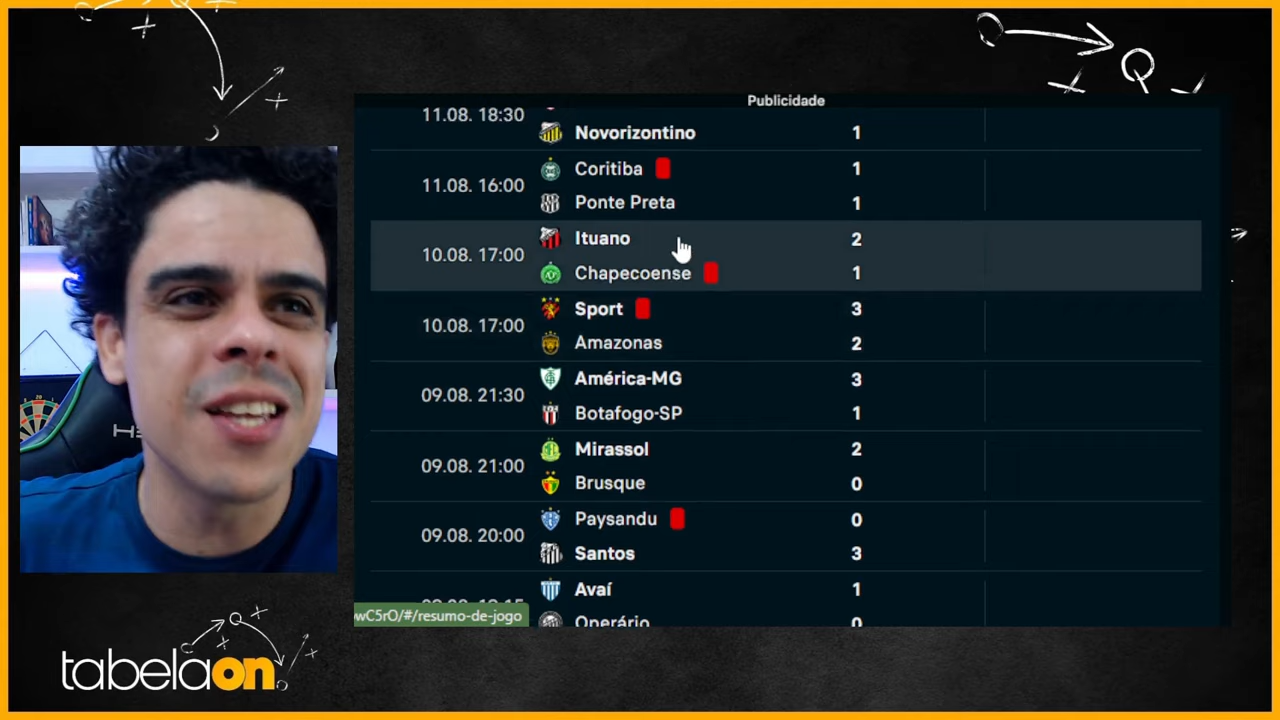 Publicidade
11.08. 18:30
Novorizontino 1
11.08. 16:00
Coritiba 1
Ponte Preta 1
10.08. 17:00
Ituano 2
Chapecoense 1
10.08. 17:00
Sport 3
Amazonas 2
09.08. 21:30
América-MG 3
Botafogo-SP 1
09.08. 21:00
Mirassol 2
Brusque 0
09.08. 20:00
Paysandu 0
Santos 3
Avaí 1
Operário 0
wC5rO/#/resumo-de-jogo
tabelaon